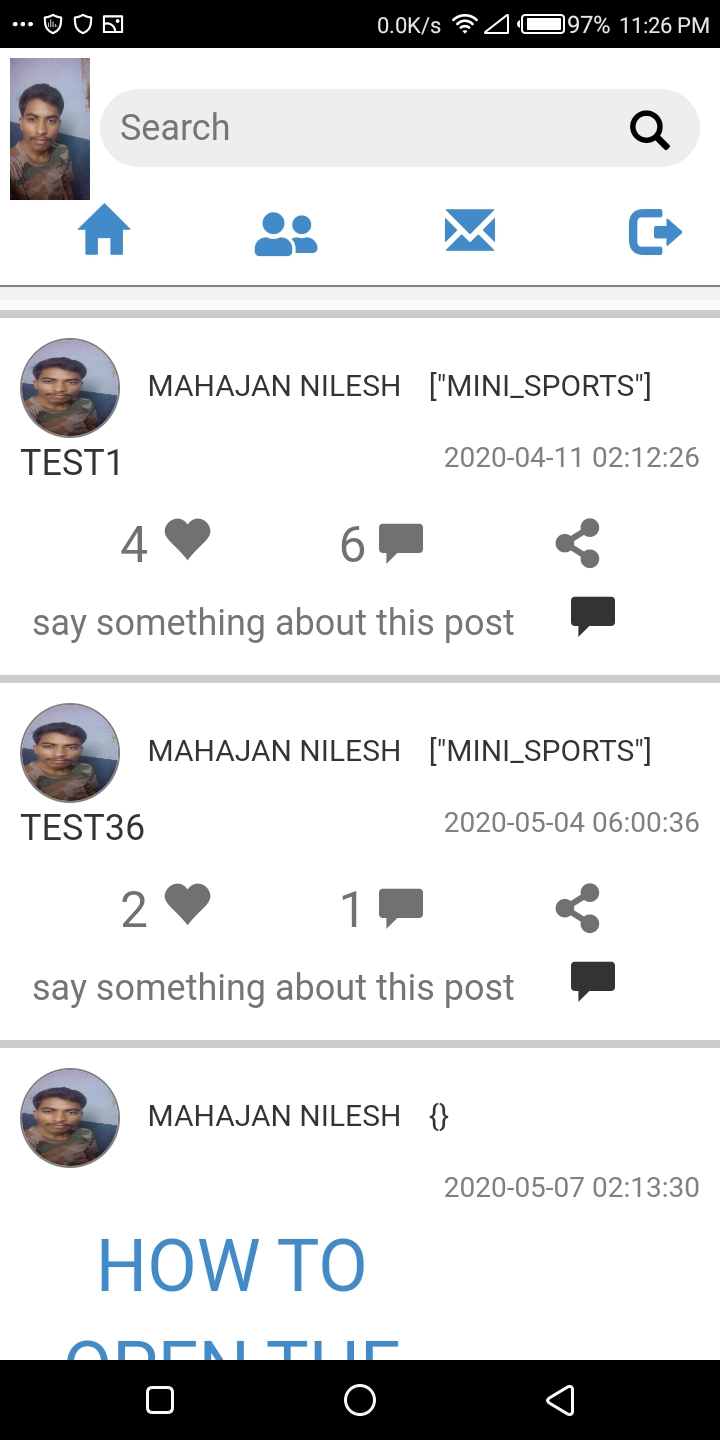 0.0K/s 97% 11:26 PM
Search
MAHAJAN NILESH ["MINI_SPORTS"]
TEST1 2020-04-11 02:12:26
4 6
say something about this post
MAHAJAN NILESH ["MINI_SPORTS"]
TEST36 2020-05-04 06:00:36
2 1
say something about this post
MAHAJAN NILESH {}
2020-05-07 02:13:30
HOW TO
OPEN THE